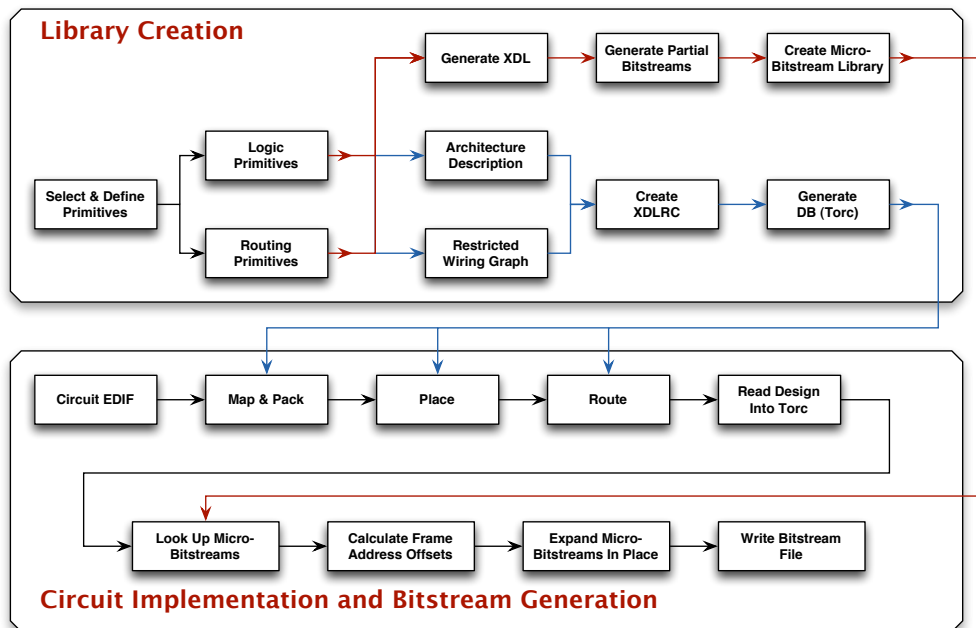 Library Creation
Generate XDL
Generate Partial
Bitstreams
Create Micro-
Bitstream Library
Logic
Primitives
Architecture
Description
Select & Define
Primitives
Create
XDLRC
Generate
DB (Torc)
Routing
Primitives
Restricted
Wiring Graph
Circuit EDIF
Map & Pack
Place
Route
Read Design
Into Torc
Look Up Micro-
Bitstreams
Calculate Frame
Address Offsets
Expand Micro-
Bitstreams In Place
Write Bitstream
File
Circuit Implementation and Bitstream Generation